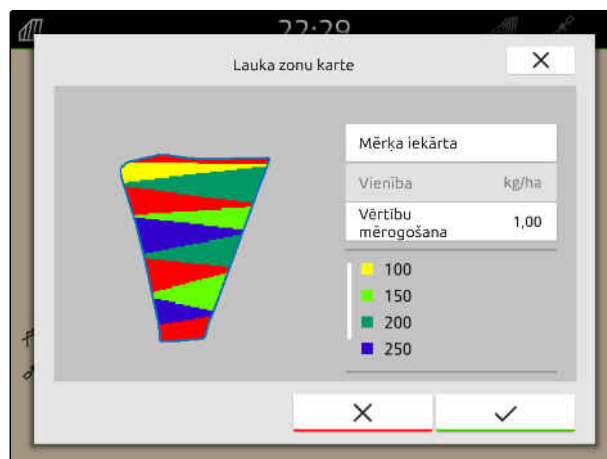 22:29
Lauka zonu karte
Mērķa iekārta
Vienība kg/ha
Vērtību
mērogošana 1,00
100
150
200
250